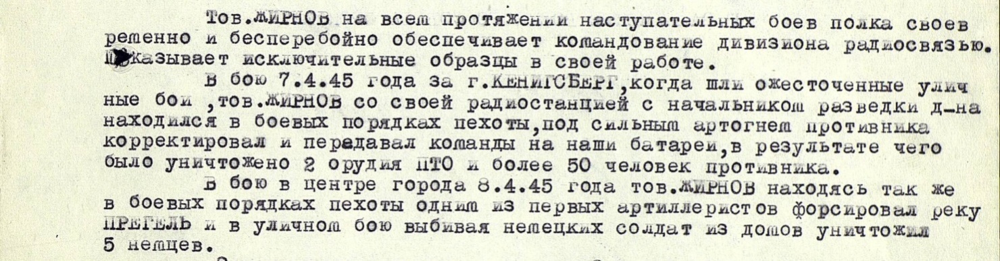 Тов.ЖИРНОВ на всем протяжении наступательных боев полка своев
ременно и бесперебойно обеспечивает командование дивизиона радиосвязью.
Показывает исключительные образцы в своей работе.
В бою 7.4.45 года за г.КЕНИГСБЕРГ,когда шли ожесточенные улич
ные бои ,тов.ЖИРНОВ со своей радиостанцией с начальником разведки д-на
находился в боевых порядках пехоты,под сильным артогнем противника
корректировал и передавал команды на наши батареи,в результате чего
было уничтожено 2 орудия ПТО и более 50 человек противника.
В бою в центре города 8.4.45 года тов.ЖИРНОВ находясь так же
в боевых порядках пехоты одним из первых артиллеристов форсировал реку
ПРЕГЕЛЬ и в уличном бою выбивая немецких солдат из домов уничтожил
5 немцев.